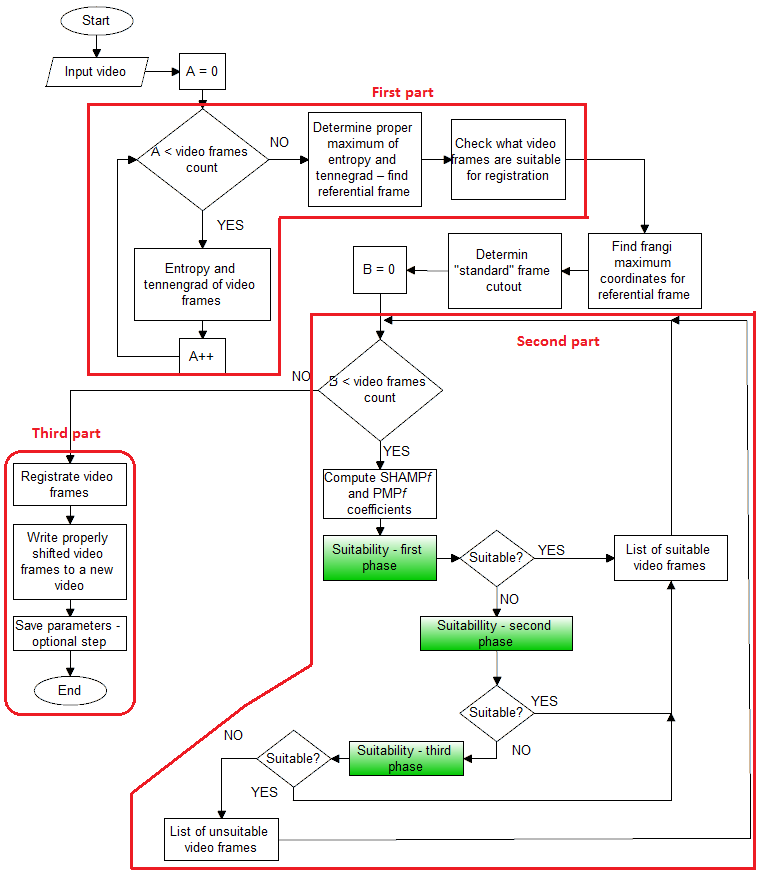 Start
Input video
A = 0
First part
A < video frames
count
NO
Determine proper
maximum of
entropy and
tennegrad – find
referential frame
Check what video
frames are suitable
for registration
YES
Entropy and
tennengrad of video
frames
A++
Find frangi
maximum
coordinates for
referential frame
Determin
"standard" frame
cutout
B = 0
Second part
B < video frames
count
NO
YES
Compute SHAMPf
and PMPf
coefficients
Suitability - first
phase
Suitable?
YES
List of suitable
video frames
NO
Suitabillity - second
phase
Suitable?
YES
NO
Suitability - third
phase
Suitable?
NO
YES
List of unsuitable
video frames
Third part
Registrate video
frames
Write properly
shifted video
frames to a new
video
Save parameters -
optional step
End